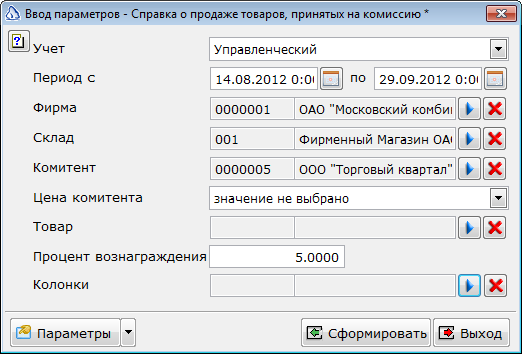 Ввод параметров - Справка о продаже товаров, принятых на комиссию *
Учет Управленческий
Период с 14.08.2012 0:0 по 29.09.2012 0:0
Фирма 0000001 ОАО "Московский комби
Склад 001 Фирменный Магазин ОА
Комитент 0000005 ООО "Торговый квартал"
Цена комитента значение не выбрано
Товар
Процент вознаграждения 5.0000
Колонки
Параметры Сформировать Выход